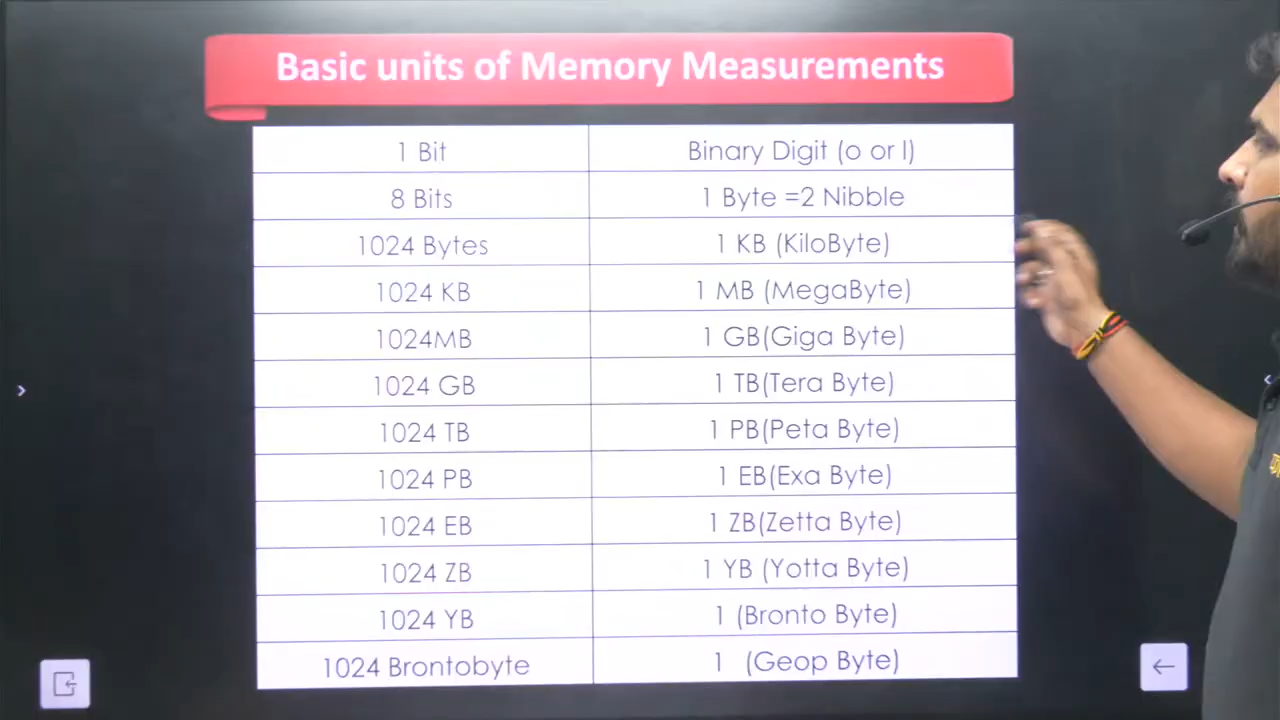 Basic units of Memory Measurements
1 Bit Binary Digit (o or l)
8 Bits 1 Byte =2 Nibble
1024 Bytes 1 KB (KiloByte)
1024 KB 1 MB (MegaByte)
1024MB 1 GB(Giga Byte)
1024 GB 1 TB(Tera Byte)
1024 TB 1 PB(Peta Byte)
1024 PB 1 EB(Exa Byte)
1024 EB 1 ZB(Zetta Byte)
1024 ZB 1 YB (Yotta Byte)
1024 YB 1 (Bronto Byte)
1024 Brontobyte 1 (Geop Byte)